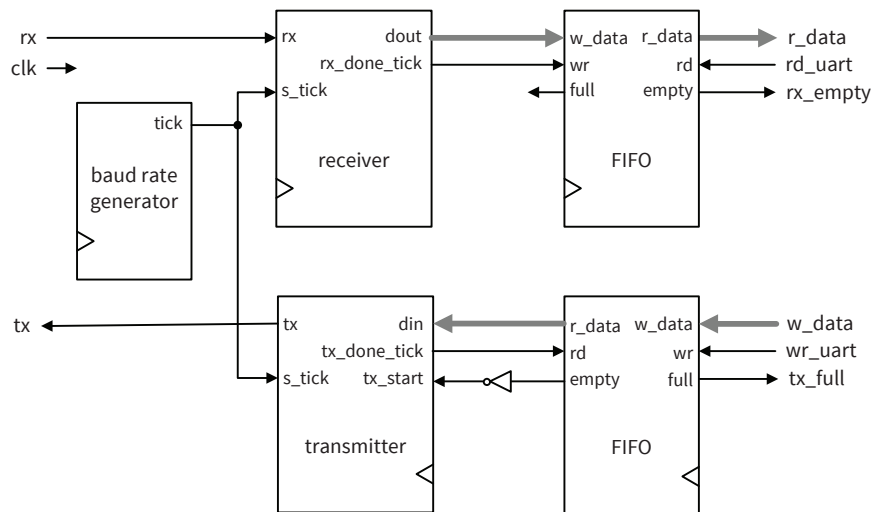 rx
clk
rx
dout
rx_done_tick
s_tick
receiver
w_data
r_data
wr
rd
full
empty
FIFO
r_data
rd_uart
rx_empty
tick
baud rate
generator
tx
tx
din
tx_done_tick
s_tick
tx_start
transmitter
r_data
w_data
rd
wr
empty
full
FIFO
w_data
wr_uart
tx_full